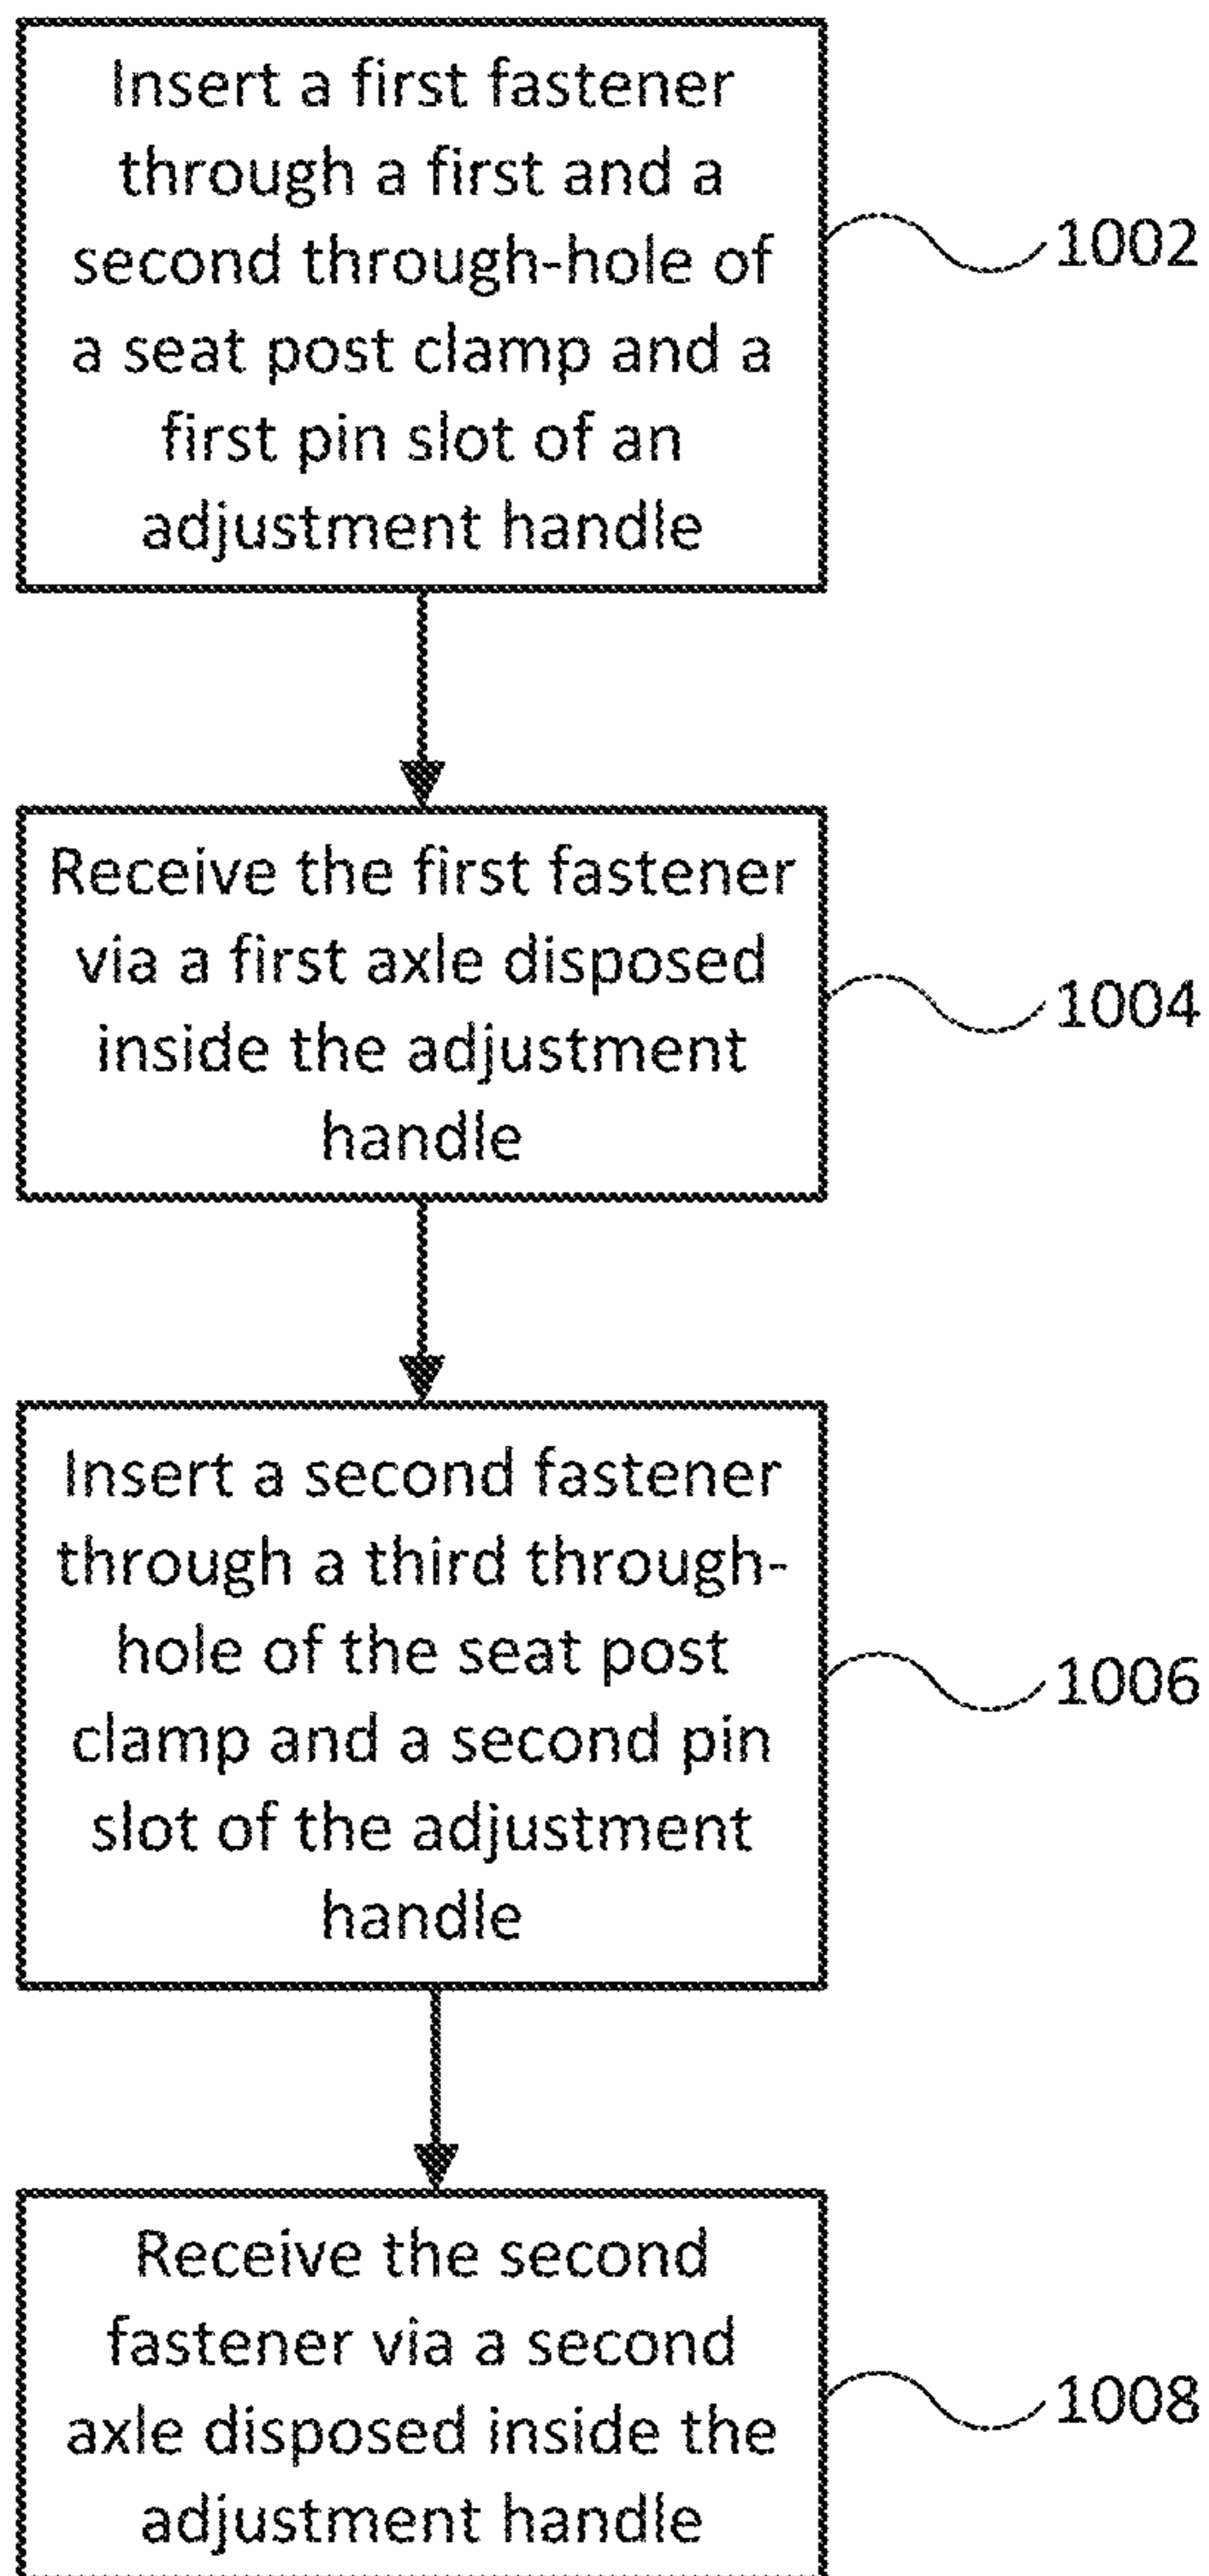 Insert a first fastener
through a first and a
second through-hole of
a seat post clamp and a
first pin slot of an
adjustment handle
1002
Receive the first fastener
via a first axle disposed
inside the adjustment
handle
1004
Insert a second fastener
through a third through-
hole of the seat post
clamp and a second pin
slot of the adjustment
handle
1006
Receive the second
fastener via a second
axle disposed inside the
adjustment handle
1008